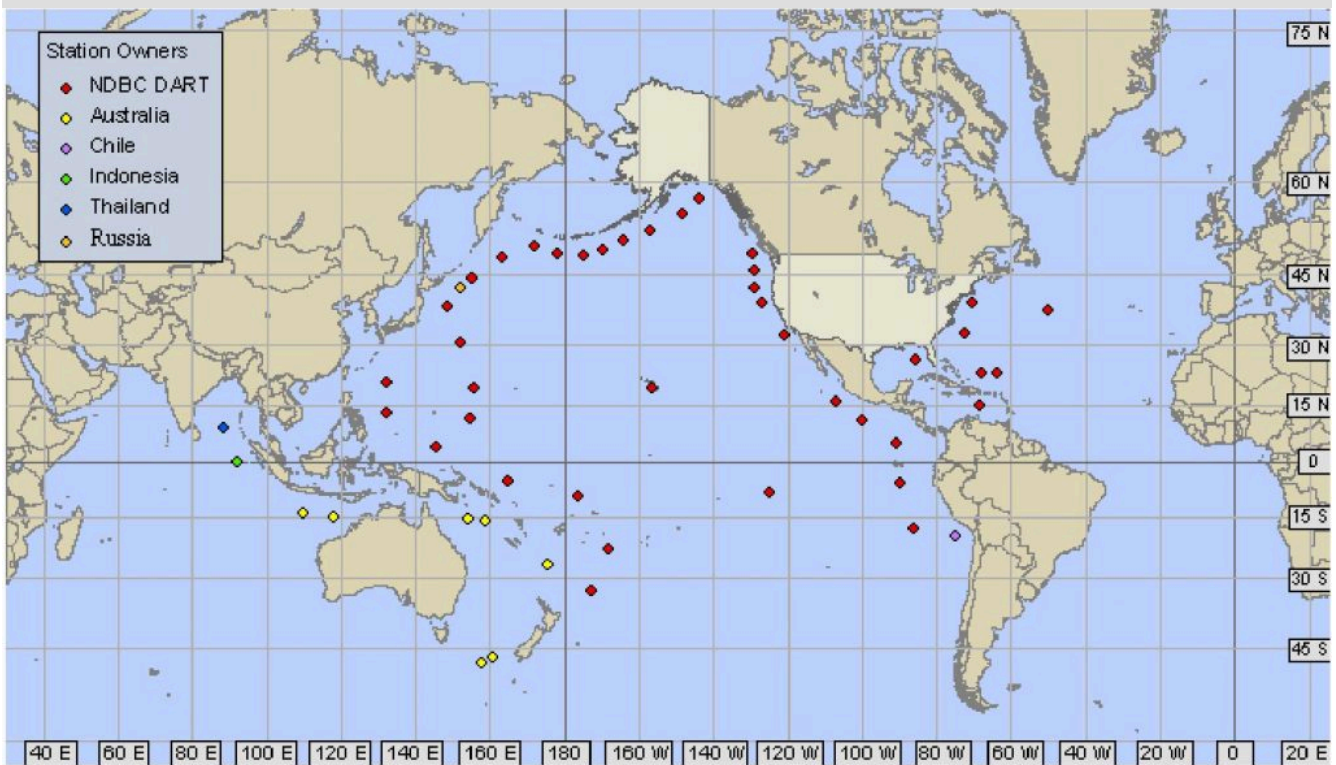 Station Owners
NDBC DART
Australia
Chile
Indonesia
Thailand
Russia
75 N
60 N
45 N
30 N
15 N
0
15 S
30 S
45 S
40 E 60 E 80 E 100 E 120 E 140 E 160 E 180 160 W 140 W 120 W 100 W 80 W 60 W 40 W 20 W 0 20 E